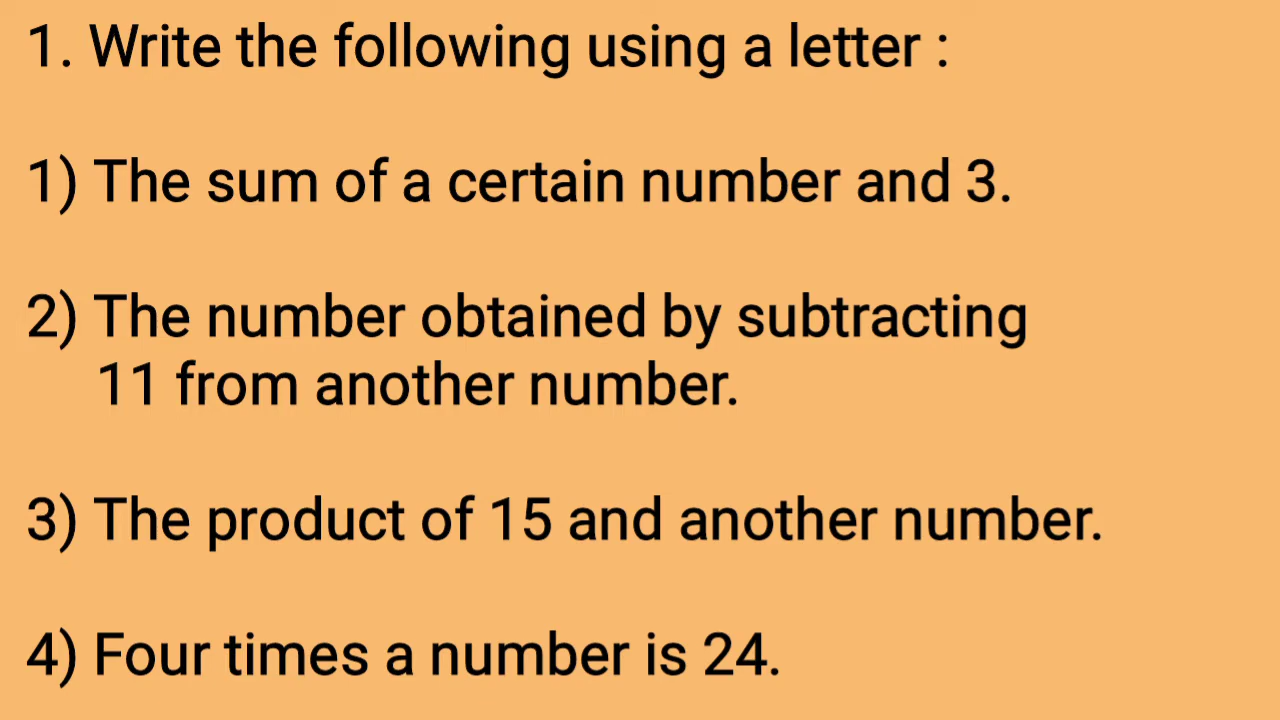 1. Write the following using a letter :
1) The sum of a certain number and 3.
2) The number obtained by subtracting
11 from another number.
3) The product of 15 and another number.
4) Four times a number is 24.